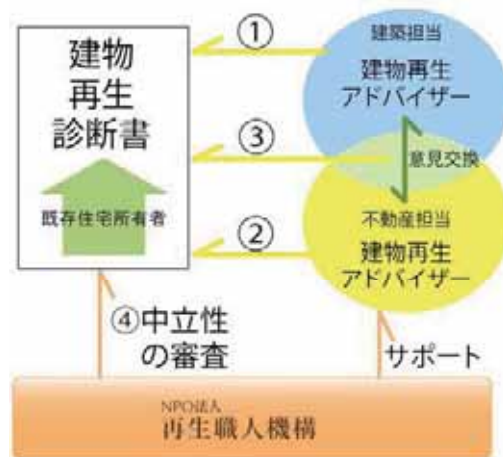 建物
再生
診断書
既存住宅所有者
①
③
②
建築担当
建物再生
アドバイザー
意見交換
不動産担当
建物再生
アドバイザー
④中立性
の審査
サポート
NPO法人
再生職人機構